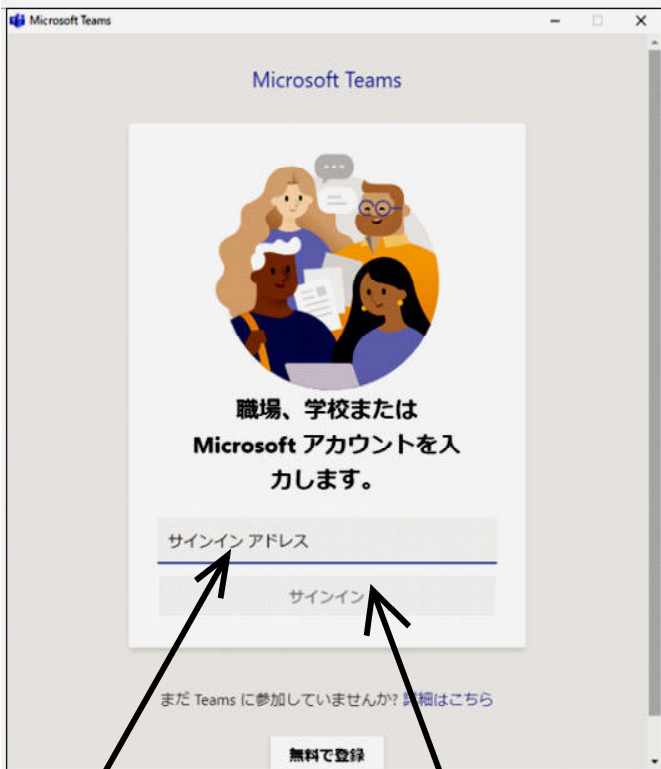 Microsoft Teams
Microsoft Teams
職場、学校または
Microsoft アカウントを入
力します。
サインイン アドレス
サインイン
まだ Teams に参加していませんか? 詳細はこちら
無料で登録